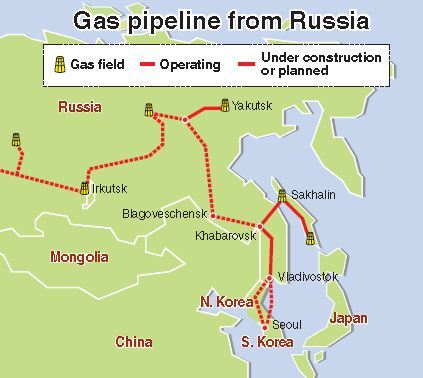 Gas pipeline from Russia
Gas field
Operating
Under construction
or planned
Russia
Yakutsk
Irkutsk
Sakhalin
Blagoveschensk
Khabarovsk
Mongolia
Vladivostok
N. Korea
Seoul
Japan
China
S. Korea